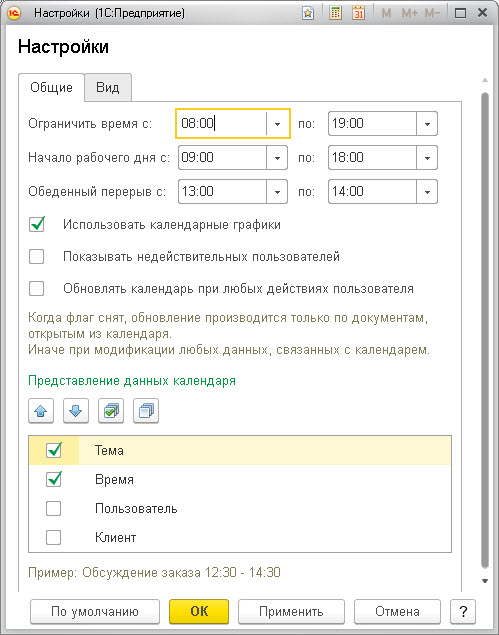 Настройки (1С:Предприятие)
31 M M+ M-
Настройки
Общие Вид
Ограничить время с: 08:00 по: 19:00
Начало рабочего дня с: 09:00 по: 18:00
Обеденный перерыв с: 13:00 по: 14:00
Использовать календарные графики
Показывать недействительных пользователей
Обновлять календарь при любых действиях пользователя
Когда флаг снят, обновление производится только по документам,
открытым из календаря.
Иначе при модификации любых данных, связанных с календарем.
Представление данных календаря
Тема
Время
Пользователь
Клиент
Пример: Обсуждение заказа 12:30 - 14:30
По умолчанию ОК Применить Отмена ?